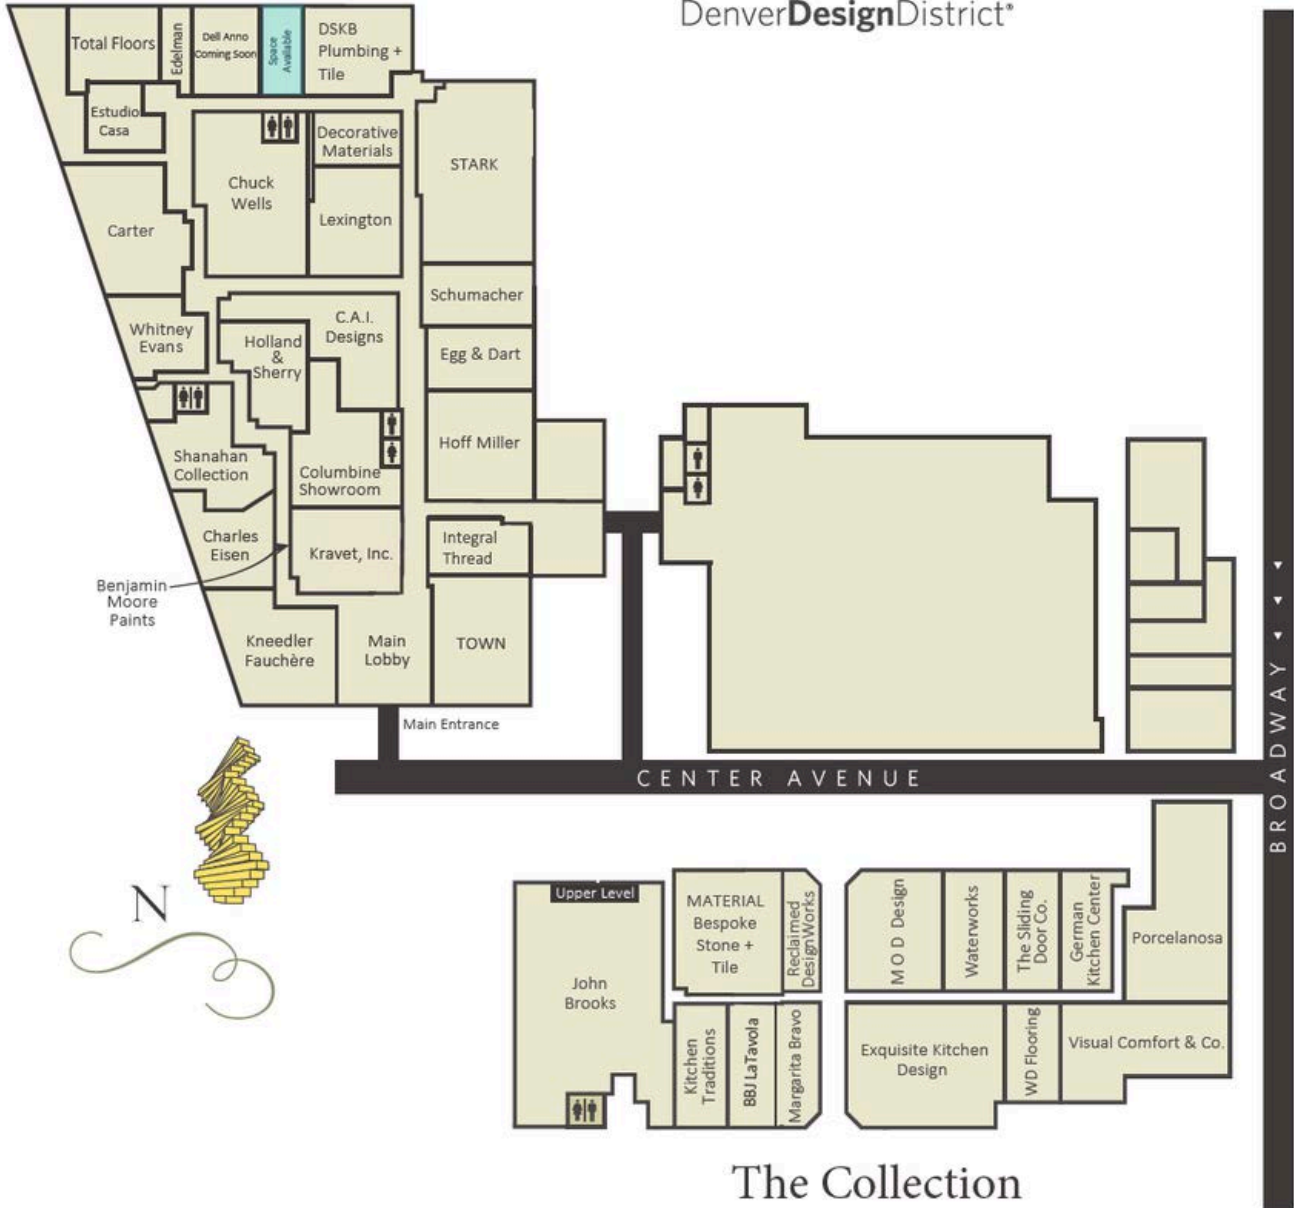 DenverDesignDistrict®
Total Floors
Edelman
Dell Anno
Coming Soon
Space
Available
DSKB
Plumbing +
Tile
Estudio
Casa
Decorative
Materials
STARK
Chuck
Wells
Lexington
Carter
Schumacher
Whitney
Evans
C.A.I.
Designs
Holland
&
Sherry
Egg & Dart
Hoff Miller
Shanahan
Collection
Columbine
Showroom
Charles
Eisen
Kravet, Inc.
Integral
Thread
Benjamin
Moore
Paints
Kneedler
Fauchère
Main
Lobby
TOWN
Main Entrance
CENTER AVENUE
BROADWAY
N
Upper Level
John
Brooks
MATERIAL
Bespoke
Stone +
Tile
Reclaimed
DesignWorks
MOD Design
Waterworks
The Sliding
Door Co.
German
Kitchen Center
Porcelanosa
Kitchen
Traditions
BBJ LaTavola
Margarita Bravo
Exquisite Kitchen
Design
WD Flooring
Visual Comfort & Co.
The Collection